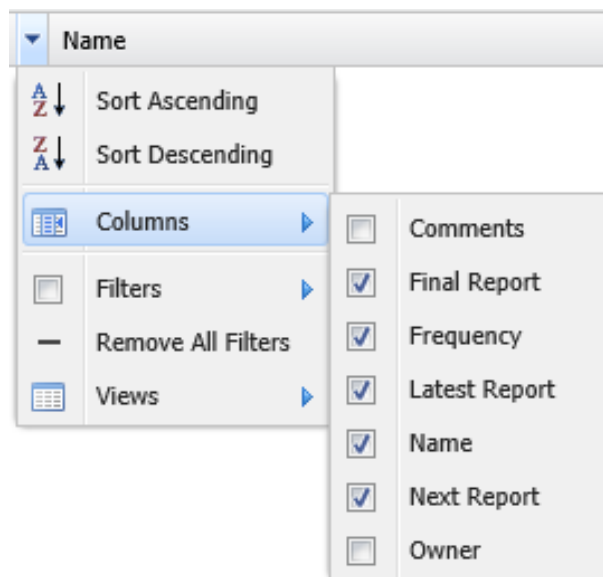 Name
Sort Ascending
Sort Descending
Columns
Filters
Remove All Filters
Views
Comments
Final Report
Frequency
Latest Report
Name
Next Report
Owner